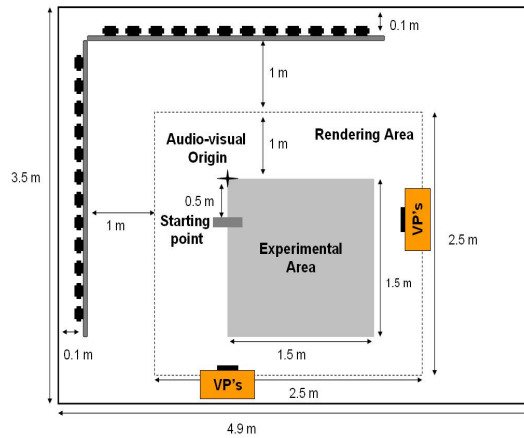 0.1 m
1 m
Audio-visual
Origin
1 m
Rendering Area
3.5 m
0.5 m
1 m
Starting
point
VP's
Experimental
Area
2.5 m
1.5 m
0.1 m
1.5 m
VP's
2.5 m
4.9 m